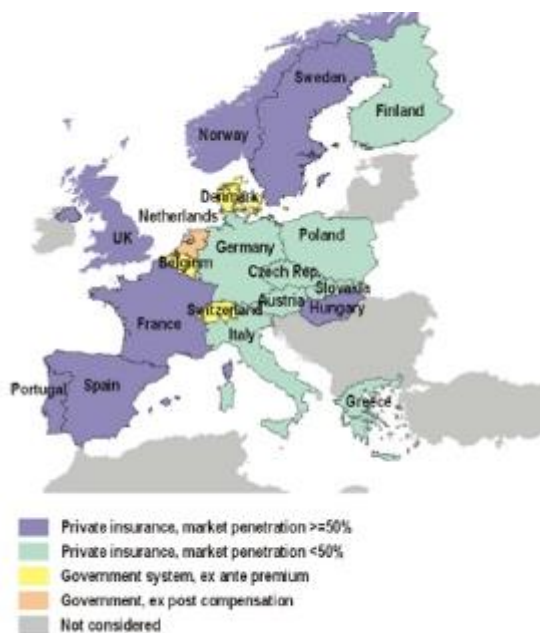 Sweden
Finland
Norway
Denmark
Netherlands
UK
Germany
Poland
Belgium
Czech Rep.
Slovakia
Austria
Hungary
Switzerland
France
Italy
Portugal
Spain
Greece
Private insurance, market penetration >=50%
Private insurance, market penetration <50%
Government system, ex ante premium
Government, ex post compensation
Not considered